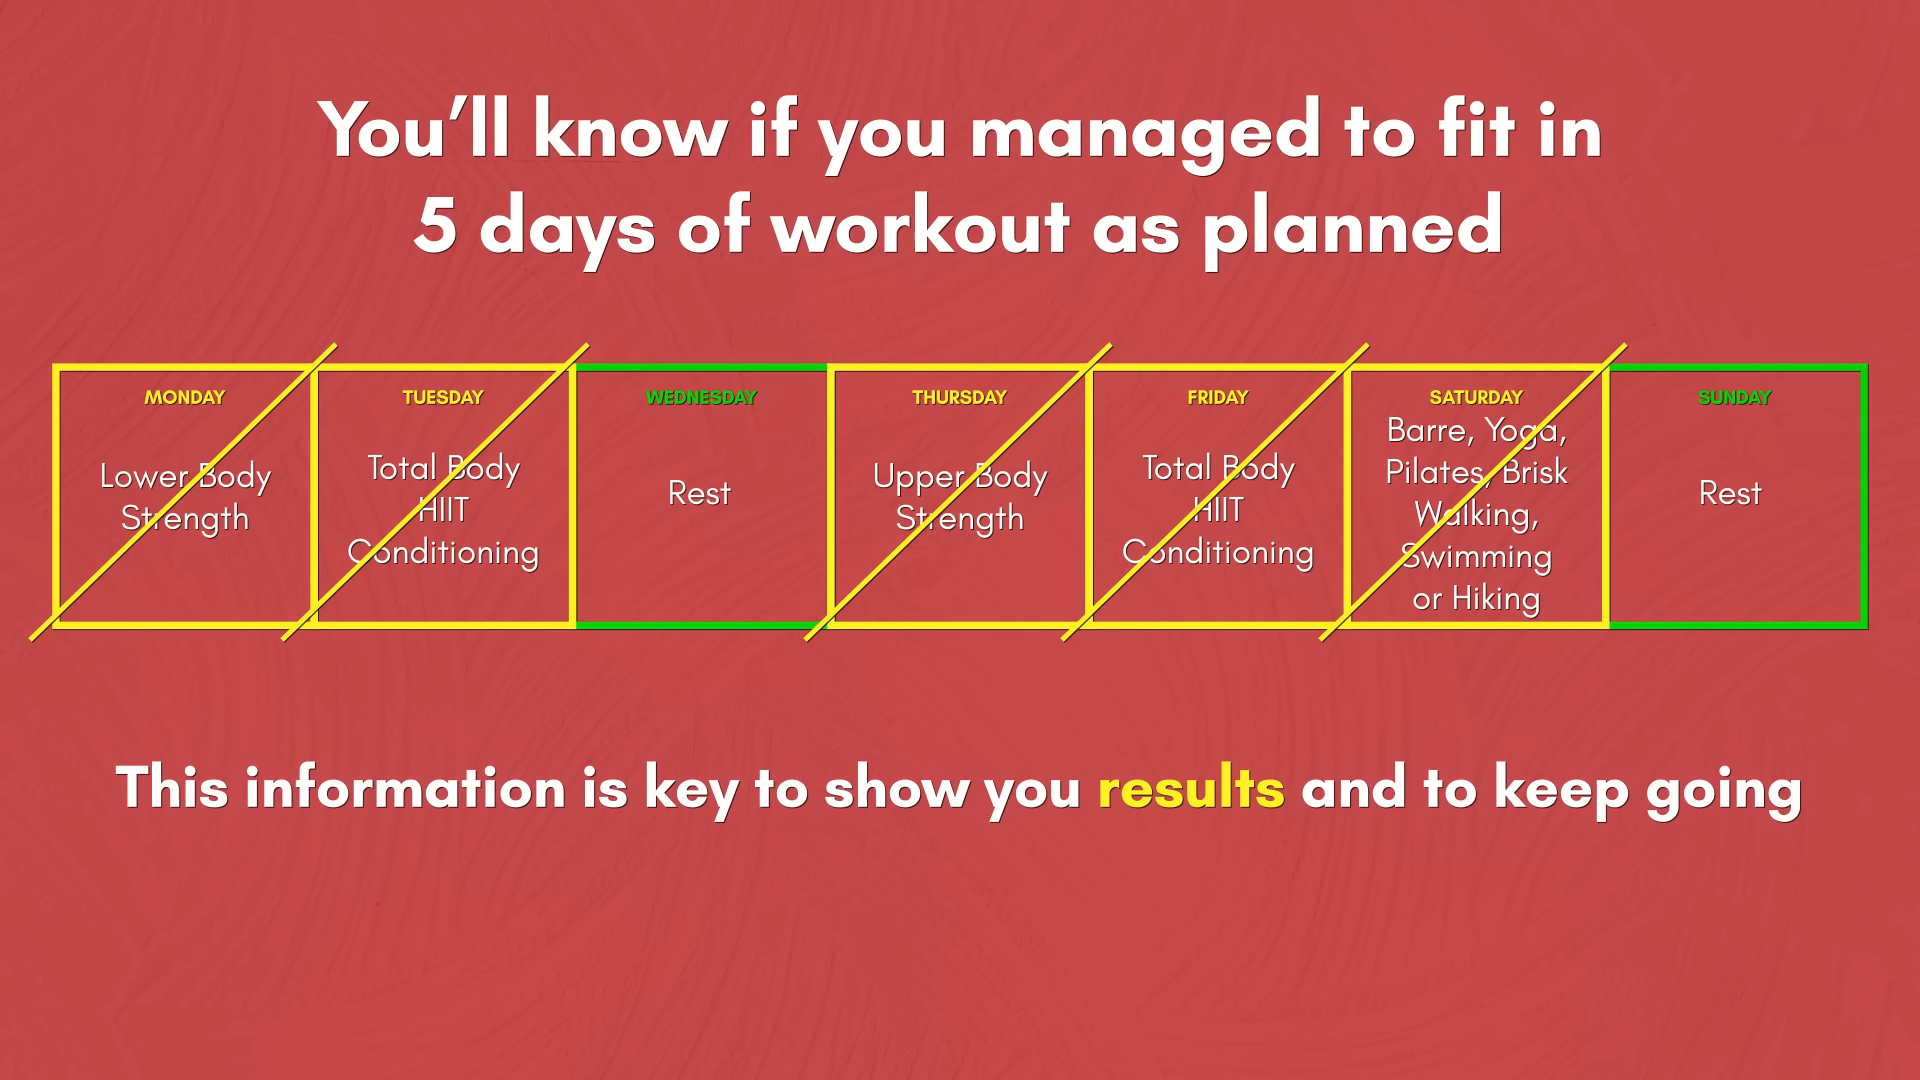 You’ll know if you managed to fit in
5 days of workout as planned
MONDAY
Lower Body
Strength
TUESDAY
Total Body
HIIT
Conditioning
WEDNESDAY
Rest
THURSDAY
Upper Body
Strength
FRIDAY
Total Body
HIIT
Conditioning
SATURDAY
Barre, Yoga,
Pilates, Brisk
Walking,
Swimming
or Hiking
SUNDAY
Rest
This information is key to show you results and to keep going